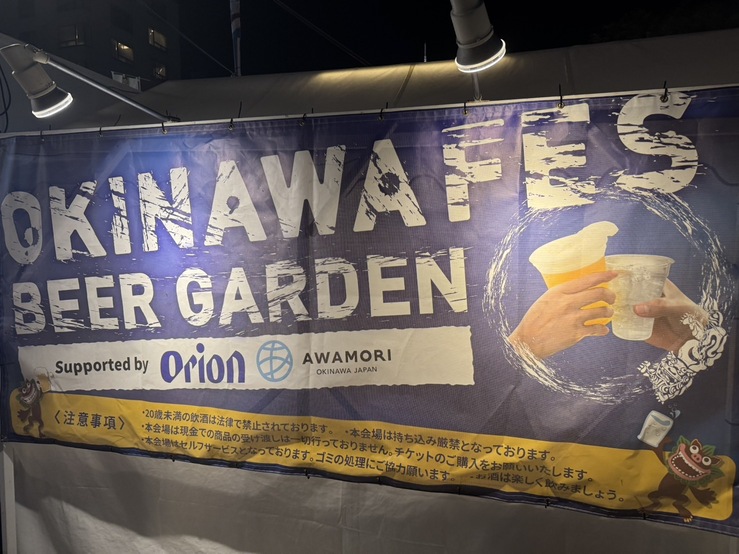 OKINAWA FES
BEER GARDEN
Supported by Orion AWAMORI
OKINAWA JAPAN
〈注意事項〉
・20歳未満の飲酒は法律で禁止されております。 ・本会場は持ち込み厳禁となっております。
・本会場は現金での商品の受け渡しは一切行っておりません。チケットのご購入をお願いいたします。
・本会場はセルフサービスとなっております。ゴミの処理にご協力願います。 ・お酒は楽しく飲みましょう。